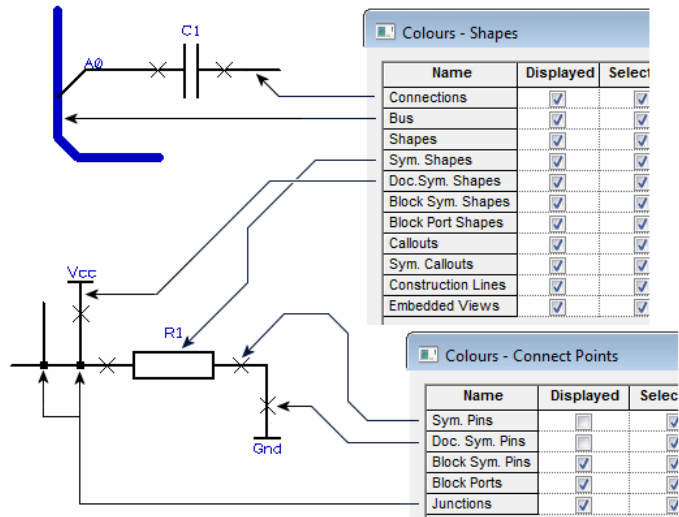 C1
A0
Colours - Shapes
Name Displayed Select
Connections
Bus
Shapes
Sym. Shapes
Doc.Sym. Shapes
Block Sym. Shapes
Block Port Shapes
Callouts
Sym. Callouts
Construction Lines
Embedded Views
Vcc
R1
Gnd
Colours - Connect Points
Name Displayed Selec
Sym. Pins
Doc. Sym. Pins
Block Sym. Pins
Block Ports
Junctions